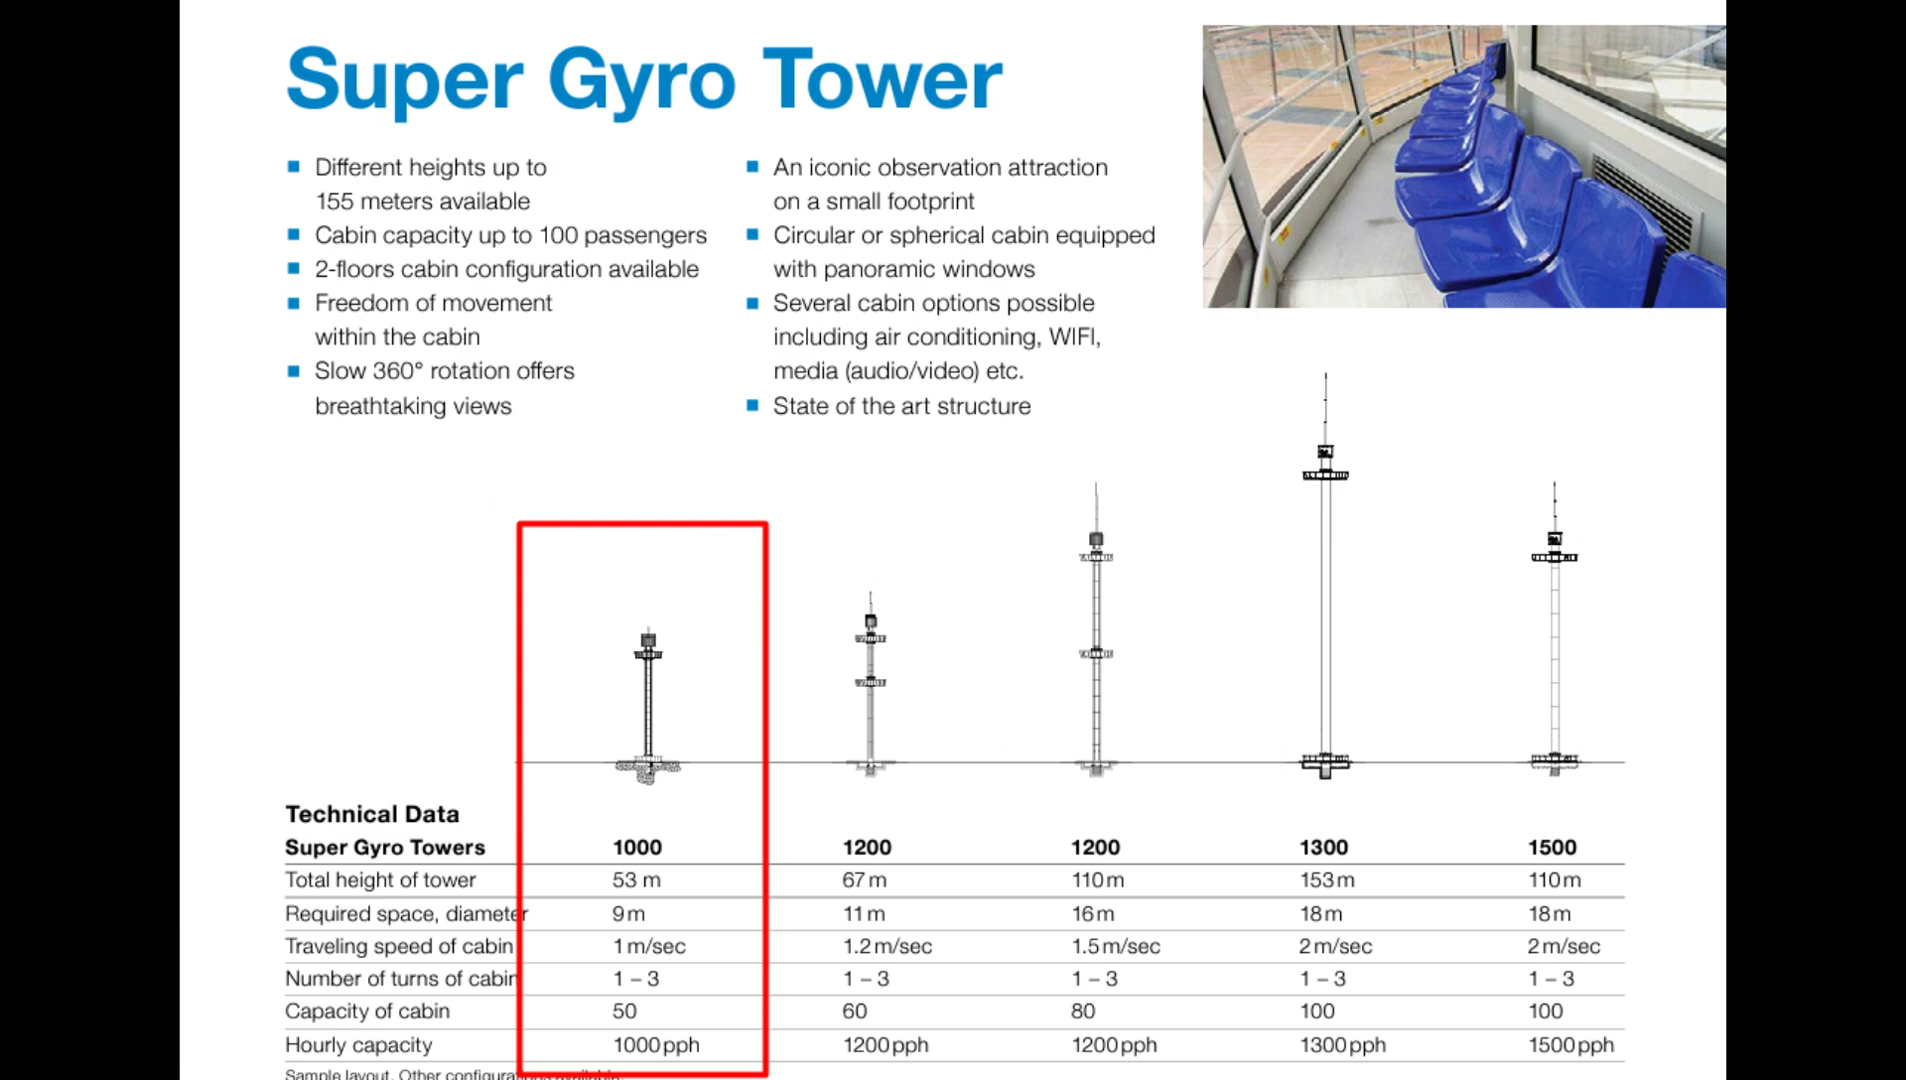 Super Gyro Tower
Different heights up to
155 meters available
Cabin capacity up to 100 passengers
2-floors cabin configuration available
Freedom of movement
within the cabin
Slow 360° rotation offers
breathtaking views
An iconic observation attraction
on a small footprint
Circular or spherical cabin equipped
with panoramic windows
Several cabin options possible
including air conditioning, WIFI,
media (audio/video) etc.
State of the art structure
Technical Data
Super Gyro Towers 1000 1200 1200 1300 1500
Total height of tower 53 m 67 m 110 m 153 m 110 m
Required space, diameter 9 m 11 m 16 m 18 m 18 m
Traveling speed of cabin 1 m/sec 1.2 m/sec 1.5 m/sec 2 m/sec 2 m/sec
Number of turns of cabin 1 – 3 1 – 3 1 – 3 1 – 3 1 – 3
Capacity of cabin 50 60 80 100 100
Hourly capacity 1000 pph 1200 pph 1200 pph 1300 pph 1500 pph
Sample layout. Other configurations available.